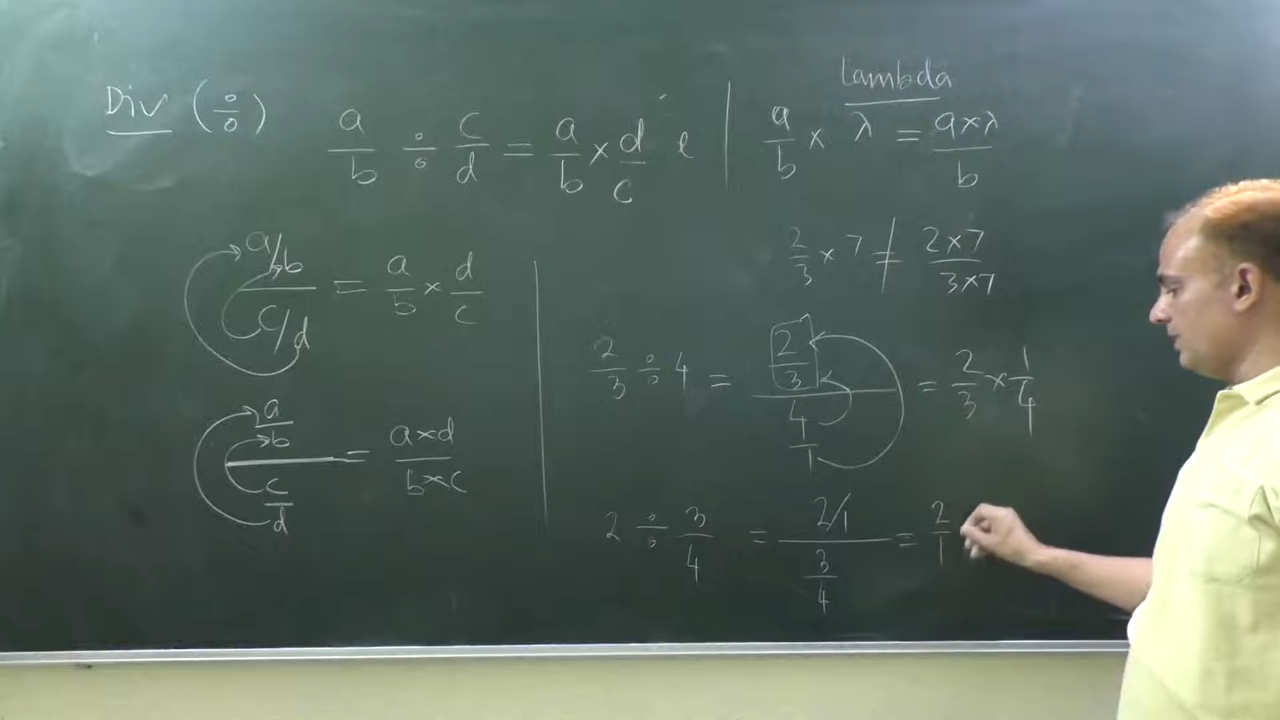 Lambda
Div (÷) a/b ÷ c/d = a/b × d/c e | a/b × λ = a×λ/b
2/3 × 7 ≠ 2×7/3×7
a/b / c/d = a/b × d/c
2/3 ÷ 4 = 2/3 / 4/1 = 2/3 × 1/4
a/b / c/d = a×d/b×c
2 ÷ 3/4 = 2/1 / 3/4 = 2/1